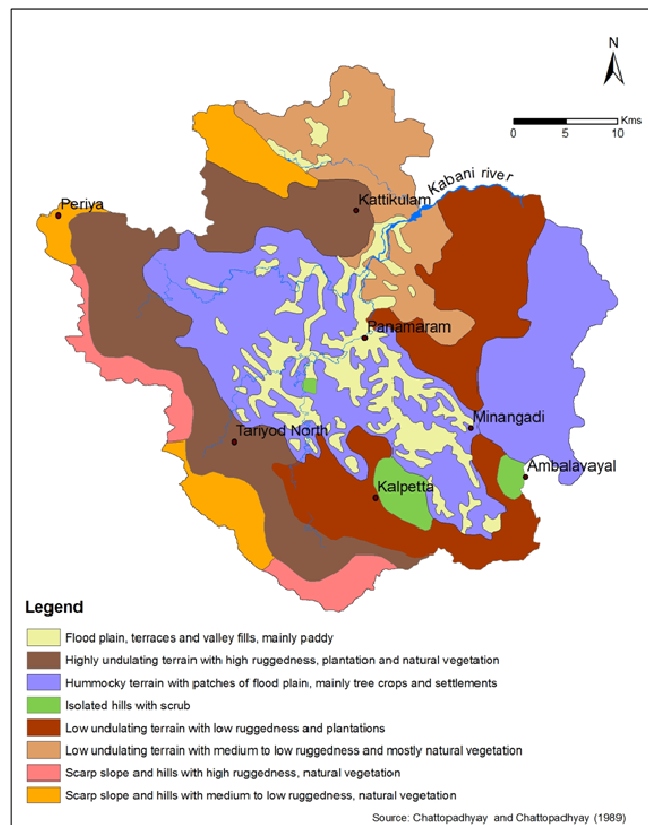 N
Kms
0 5 10
Kabani river
Periya
Kattikulam
Panamaram
Minangadi
Tariyod North
Ambalavayal
Kalpetta
Legend
Flood plain, terraces and valley fills, mainly paddy
Highly undulating terrain with high ruggedness, plantation and natural vegetation
Hummocky terrain with patches of flood plain, mainly tree crops and settlements
Isolated hills with scrub
Low undulating terrain with low ruggedness and plantations
Low undulating terrain with medium to low ruggedness and mostly natural vegetation
Scarp slope and hills with high ruggedness, natural vegetation
Scarp slope and hills with medium to low ruggedness, natural vegetation
Source: Chattopadhyay and Chattopadhyay (1989)